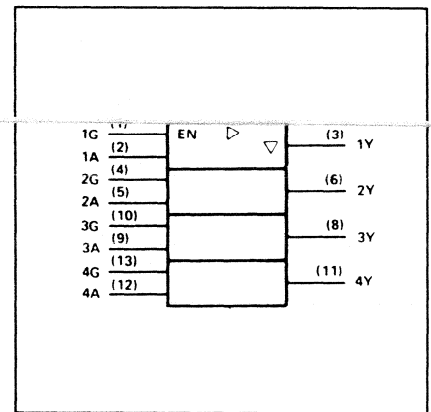 1G (1) EN ▷ ▽ (3) 1Y
1A (2)
2G (4) (6) 2Y
2A (5)
3G (10) (8) 3Y
3A (9)
4G (13) (11) 4Y
4A (12)